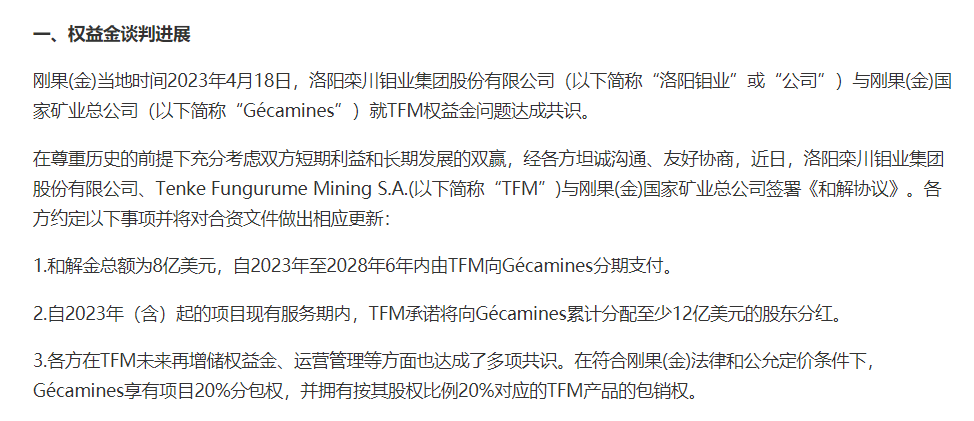 一、权益金谈判进展
刚果(金)当地时间2023年4月18日，洛阳栾川钼业集团股份有限公司（以下简称“洛阳钼业”或“公司”）与刚果(金)国
家矿业总公司（以下简称“Gécamines”）就TFM权益金问题达成共识。
在尊重历史的前提下充分考虑双方短期利益和长期发展的双赢，经各方坦诚沟通、友好协商，近日，洛阳栾川钼业集团
股份有限公司、Tenke Fungurume Mining S.A.(以下简称“TFM”)与刚果(金)国家矿业总公司签署《和解协议》。各
方约定以下事项并将对合资文件做出相应更新：
1.和解金总额为8亿美元，自2023年至2028年6年内由TFM向Gécamines分期支付。
2.自2023年（含）起的项目现有服务期内，TFM承诺将向Gécamines累计分配至少12亿美元的股东分红。
3.各方在TFM未来再增储权益金、运营管理等方面也达成了多项共识。在符合刚果(金)法律和公允定价条件下，
Gécamines享有项目20%分包权，并拥有按其股权比例20%对应的TFM产品的包销权。